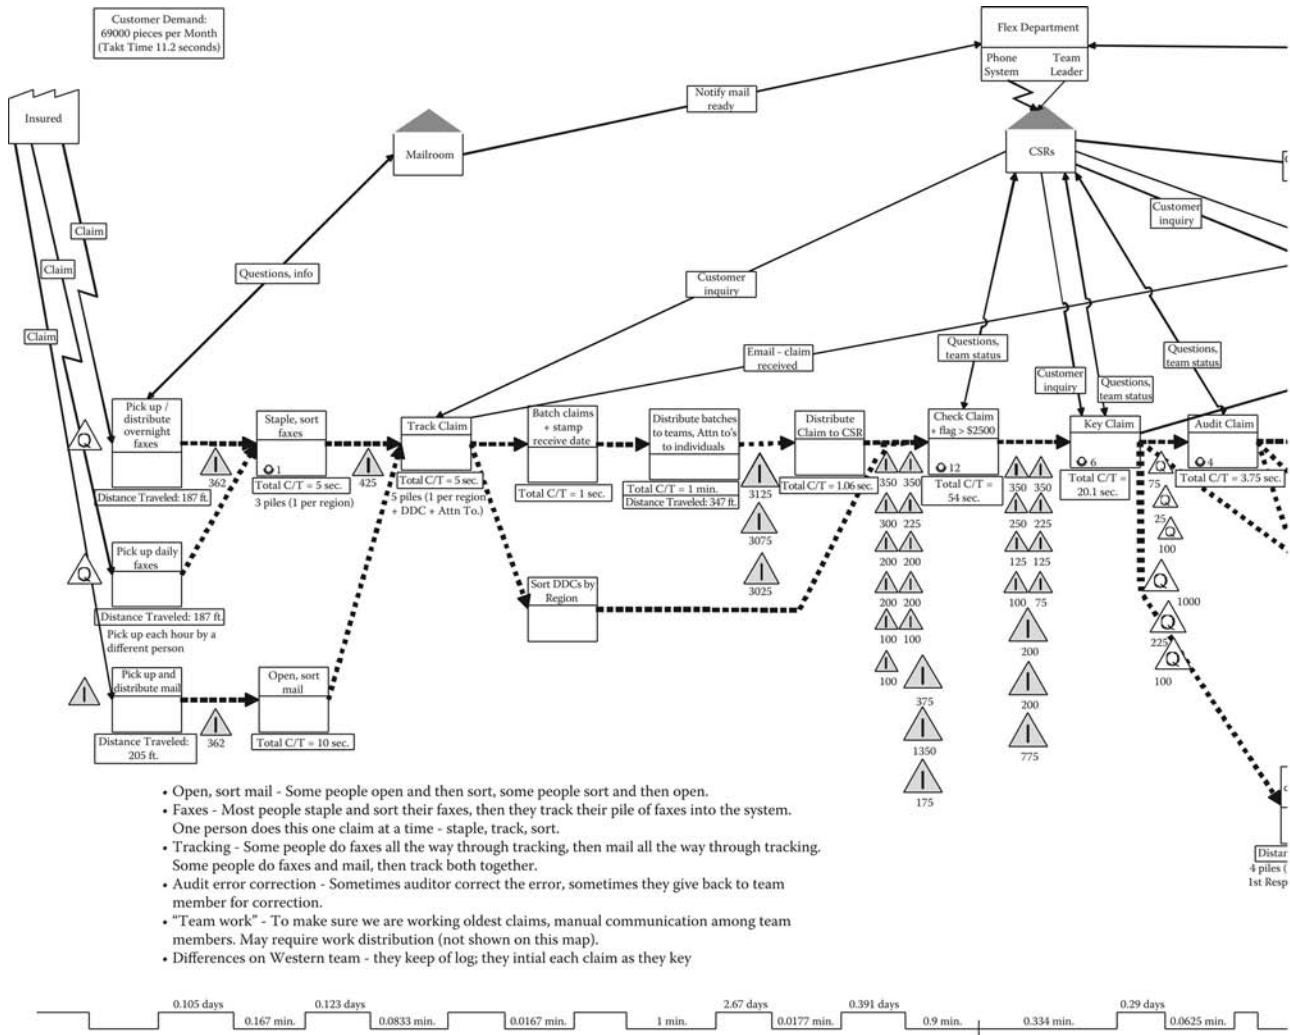 Customer Demand:
69000 pieces per Month
(Takt Time 11.2 seconds)
Flex Department
Phone
System
Team
Leader
Notify mail
ready
Insured
Mailroom
CSRs
Claim
Claim
Claim
Questions, info
Customer
inquiry
Customer
inquiry
Email - claim
received
Questions,
team status
Customer
inquiry
Questions,
team status
Questions,
team status
Pick up /
distribute
overnight
faxes
Distance Traveled: 187 ft.
Q
I
362
Staple, sort
faxes
1
Total C/T = 5 sec.
3 piles (1 per region)
I
425
Track Claim
Total C/T = 5 sec.
5 piles (1 per region
+ DDC + Attn To.)
Batch claims
+ stamp
receive date
Total C/T = 1 sec.
Distribute batches
to teams, Attn to's
to individuals
Total C/T = 1 min.
Distance Traveled: 347 ft.
I
3125
I
3075
I
3025
Distribute
Claim to CSR
Total C/T = 1.06 sec.
I I
350 350
I I
300 225
I I
200 200
I I
200 200
I I
100 100
I
100
I
375
I
1350
I
175
Check Claim
+ flag > $2500
12
Total C/T =
54 sec.
I I
350 350
I I
250 225
I I
125 125
I I
100 75
I
200
I
200
I
775
Key Claim
6
Total C/T =
20.1 sec.
Q
75
Q
25
Q
100
Q
1000
Q
225
Q
100
Audit Claim
4
Total C/T = 3.75 sec.
Q
Pick up daily
faxes
Distance Traveled: 187 ft.
Pick up each hour by a
different person
Sort DDCs by
Region
I
Pick up and
distribute mail
Distance Traveled:
205 ft.
I
362
Open, sort
mail
Total C/T = 10 sec.
Distan
4 piles (
1st Resp
• Open, sort mail - Some people open and then sort, some people sort and then open.
• Faxes - Most people staple and sort their faxes, then they track their pile of faxes into the system.
One person does this one claim at a time - staple, track, sort.
• Tracking - Some people do faxes all the way through tracking, then mail all the way through tracking.
Some people do faxes and mail, then track both together.
• Audit error correction - Sometimes auditor correct the error, sometimes they give back to team
member for correction.
• “Team work” - To make sure we are working oldest claims, manual communication among team
members. May require work distribution (not shown on this map).
• Differences on Western team - they keep of log; they intial each claim as they key
0.105 days
0.167 min.
0.123 days
0.0833 min.
0.0167 min.
1 min.
2.67 days
0.0177 min.
0.391 days
0.9 min.
0.334 min.
0.29 days
0.0625 min.